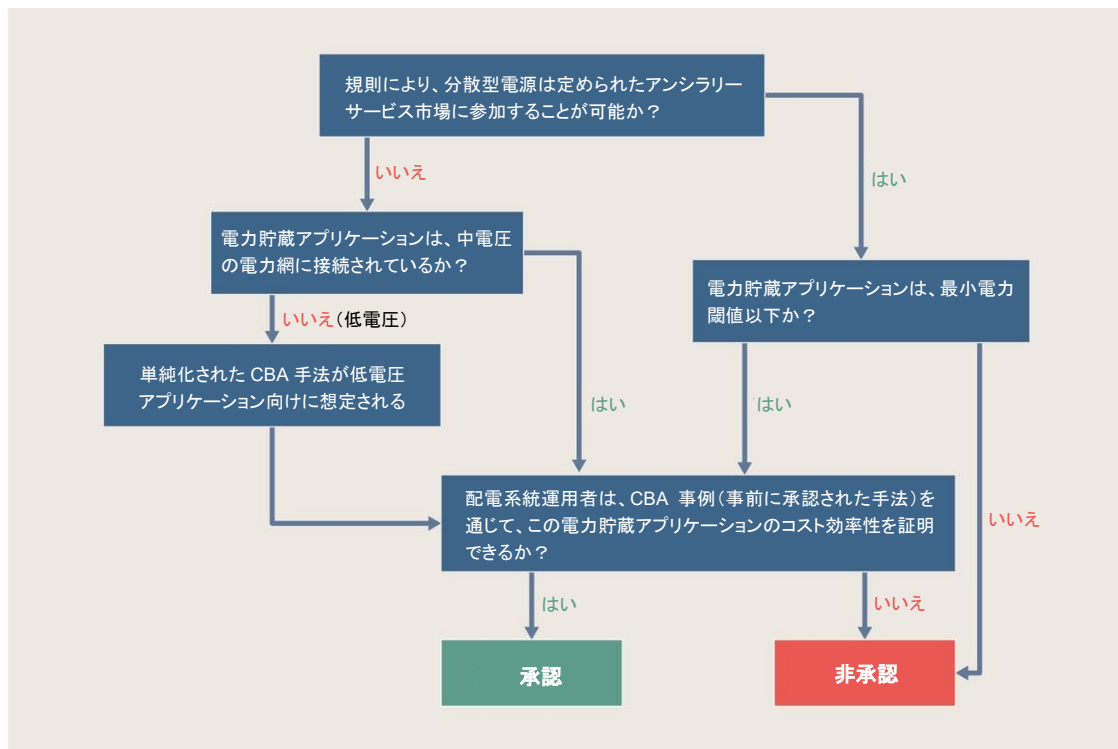 規則により、分散型電源は定められたアンシラリー
サービス市場に参加することが可能か？
いいえ
はい
電力貯蔵アプリケーションは、中電圧
の電力網に接続されているか？
電力貯蔵アプリケーションは、最小電力
閾値以下か？
いいえ(低電圧)
単純化された CBA 手法が低電圧
アプリケーション向けに想定される
はい
はい
配電系統運用者は、CBA 事例(事前に承認された手法)を
通じて、この電力貯蔵アプリケーションのコスト効率性を証明
できるか？
いいえ
はい
いいえ
承認
非承認